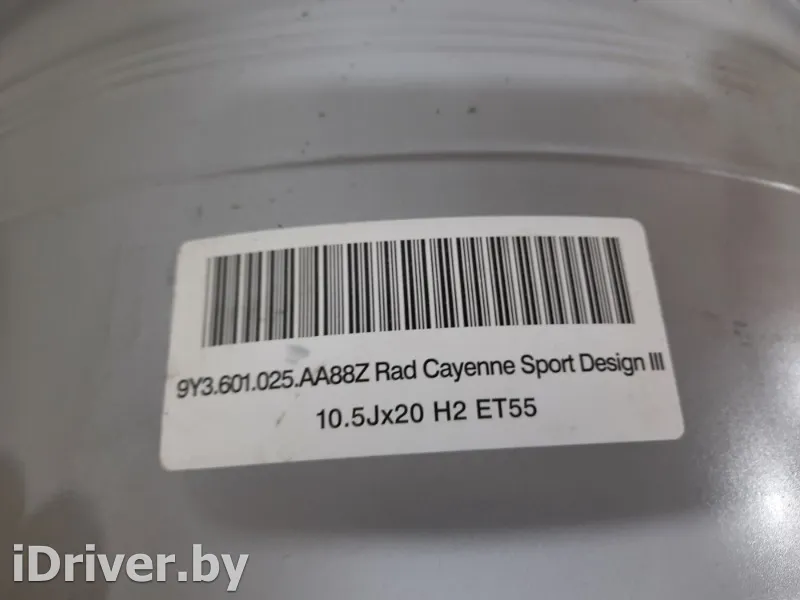 9Y3.601.025.AA88Z Rad Cayenne Sport Design III
10.5Jx20 H2 ET55
iDriver.by